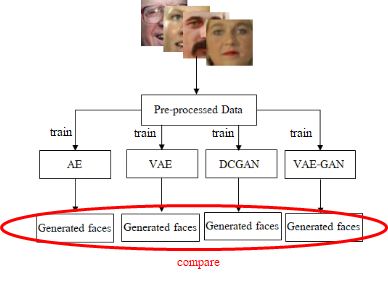 Pre-processed Data
train train train train
AE VAE DCGAN VAE-GAN
Generated faces Generated faces Generated faces Generated faces
compare